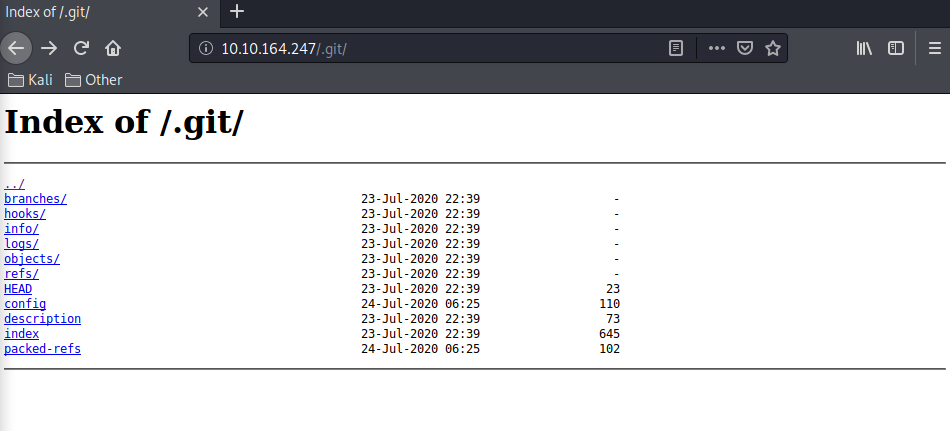 Index of /.git/
10.10.164.247/.git/
Kali Other
Index of /.git/
../
branches/ 23-Jul-2020 22:39 -
hooks/ 23-Jul-2020 22:39 -
info/ 23-Jul-2020 22:39 -
logs/ 23-Jul-2020 22:39 -
objects/ 23-Jul-2020 22:39 -
refs/ 23-Jul-2020 22:39 -
HEAD 23-Jul-2020 22:39 23
config 24-Jul-2020 06:25 110
description 23-Jul-2020 22:39 73
index 23-Jul-2020 22:39 645
packed-refs 24-Jul-2020 06:25 102